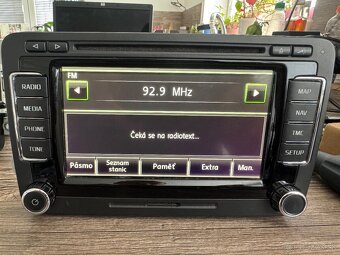 FM
92.9 MHz
Čeká se na radiotext...
Pásmo
Seznam stanic
Paměť
Extra
Man.
RADIO
MEDIA
PHONE
TONE
MAP
NAV
TMC
SETUP